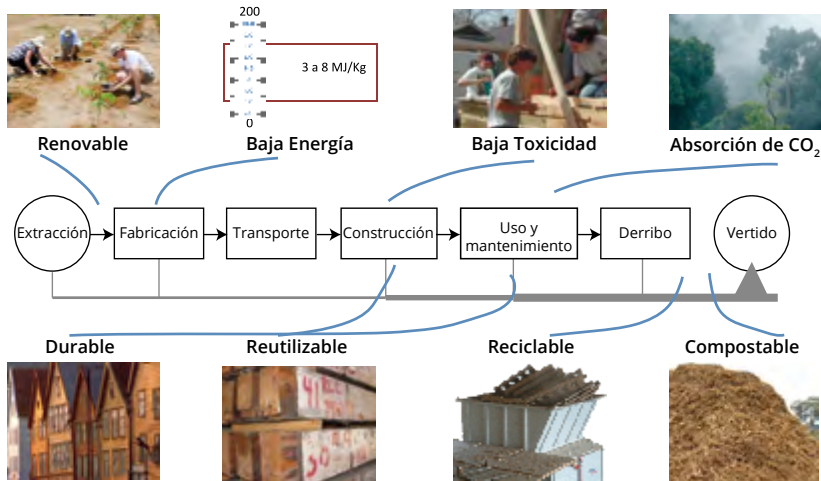 200
3 a 8 MJ/Kg
0
Renovable
Baja Energía
Baja Toxicidad
Absorción de CO₂
Extracción
Fabricación
Transporte
Construcción
Uso y
mantenimiento
Derribo
Vertido
Durable
Reutilizable
Reciclable
Compostable